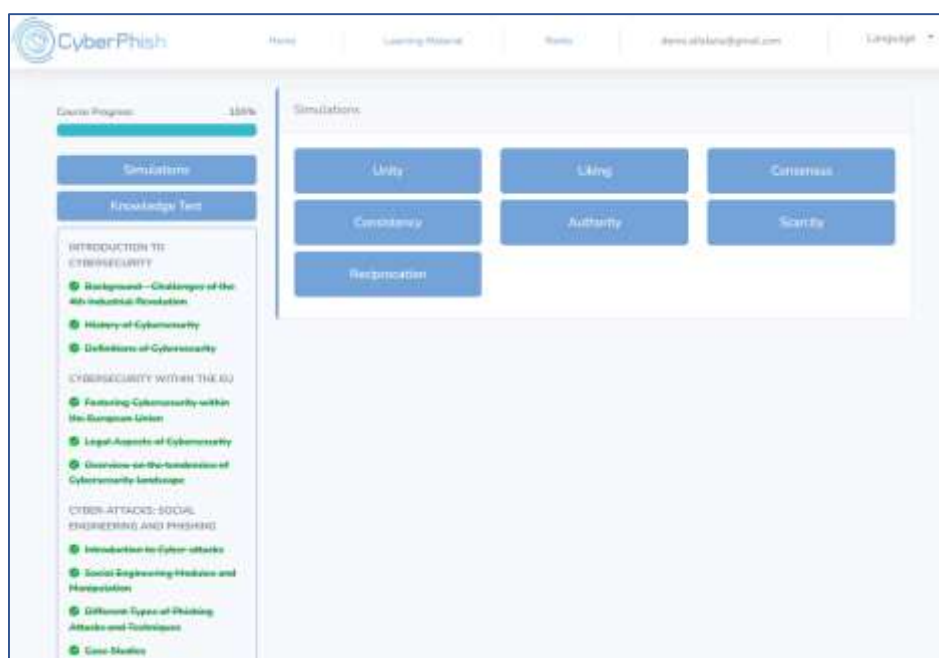 CyberPhish
Home
Learning Material
Language
Course Progress
100%
Simulations
Knowledge Test
INTRODUCTION TO
CYBERSECURITY
Background - Challenges of the
4th Industrial Revolution
History of Cybersecurity
Definitions of Cybersecurity
CYBERSECURITY WITHIN THE EU
Fostering Cybersecurity within
the European Union
Legal Aspects of Cybersecurity
Overview on the tendencies of
Cybersecurity landscape
CYBER-ATTACKS: SOCIAL
ENGINEERING AND PHISHING
Introduction to Cyber-attacks
Social Engineering and
Manipulation
Different Types of Phishing
Attacks and Techniques
Case Studies
Simulations
Unity
Liking
Consensus
Consistency
Authority
Scarcity
Reciprocation